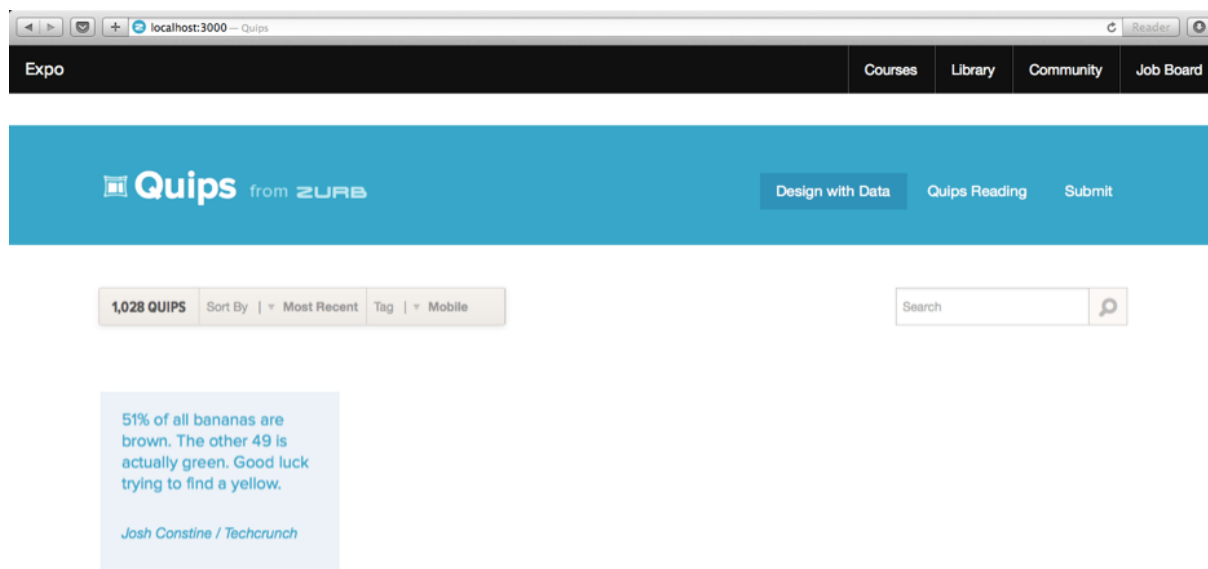 localhost:3000 — Quips
Reader
Expo
Courses Library Community Job Board
Quips from ZURB
Design with Data Quips Reading Submit
1,028 QUIPS Sort By | Most Recent Tag | Mobile
Search
51% of all bananas are
brown. The other 49 is
actually green. Good luck
trying to find a yellow.
Josh Constine / Techcrunch